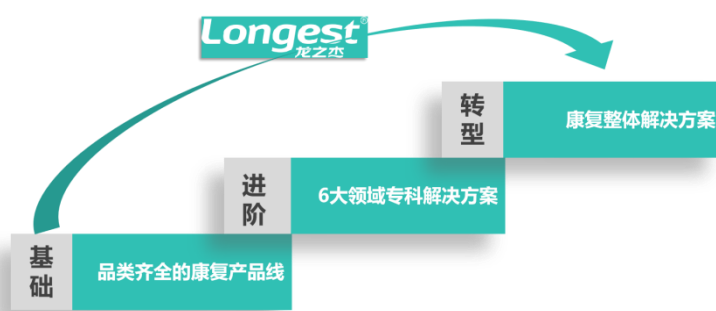 Longest®
龙之杰
转型
康复整体解决方案
进阶
6大领域专科解决方案
基础
品类齐全的康复产品线